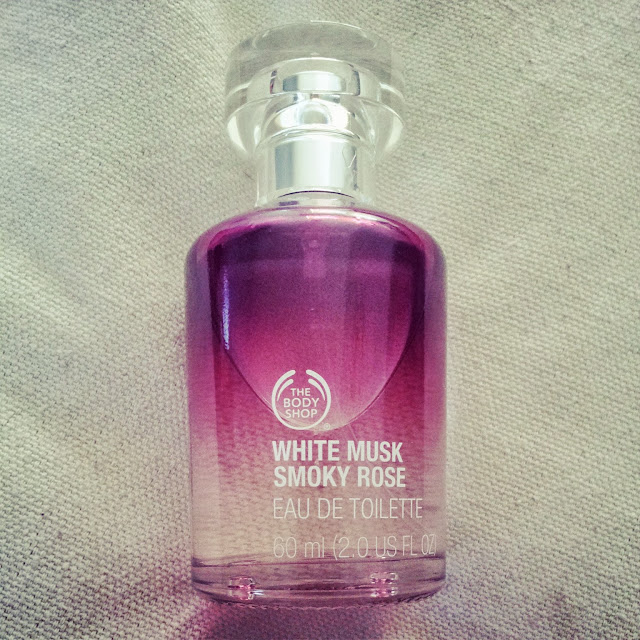 THE
BODY
SHOP
WHITE MUSK
SMOKY ROSE
EAU DE TOILETTE
60 ml (2.0 US FL OZ)